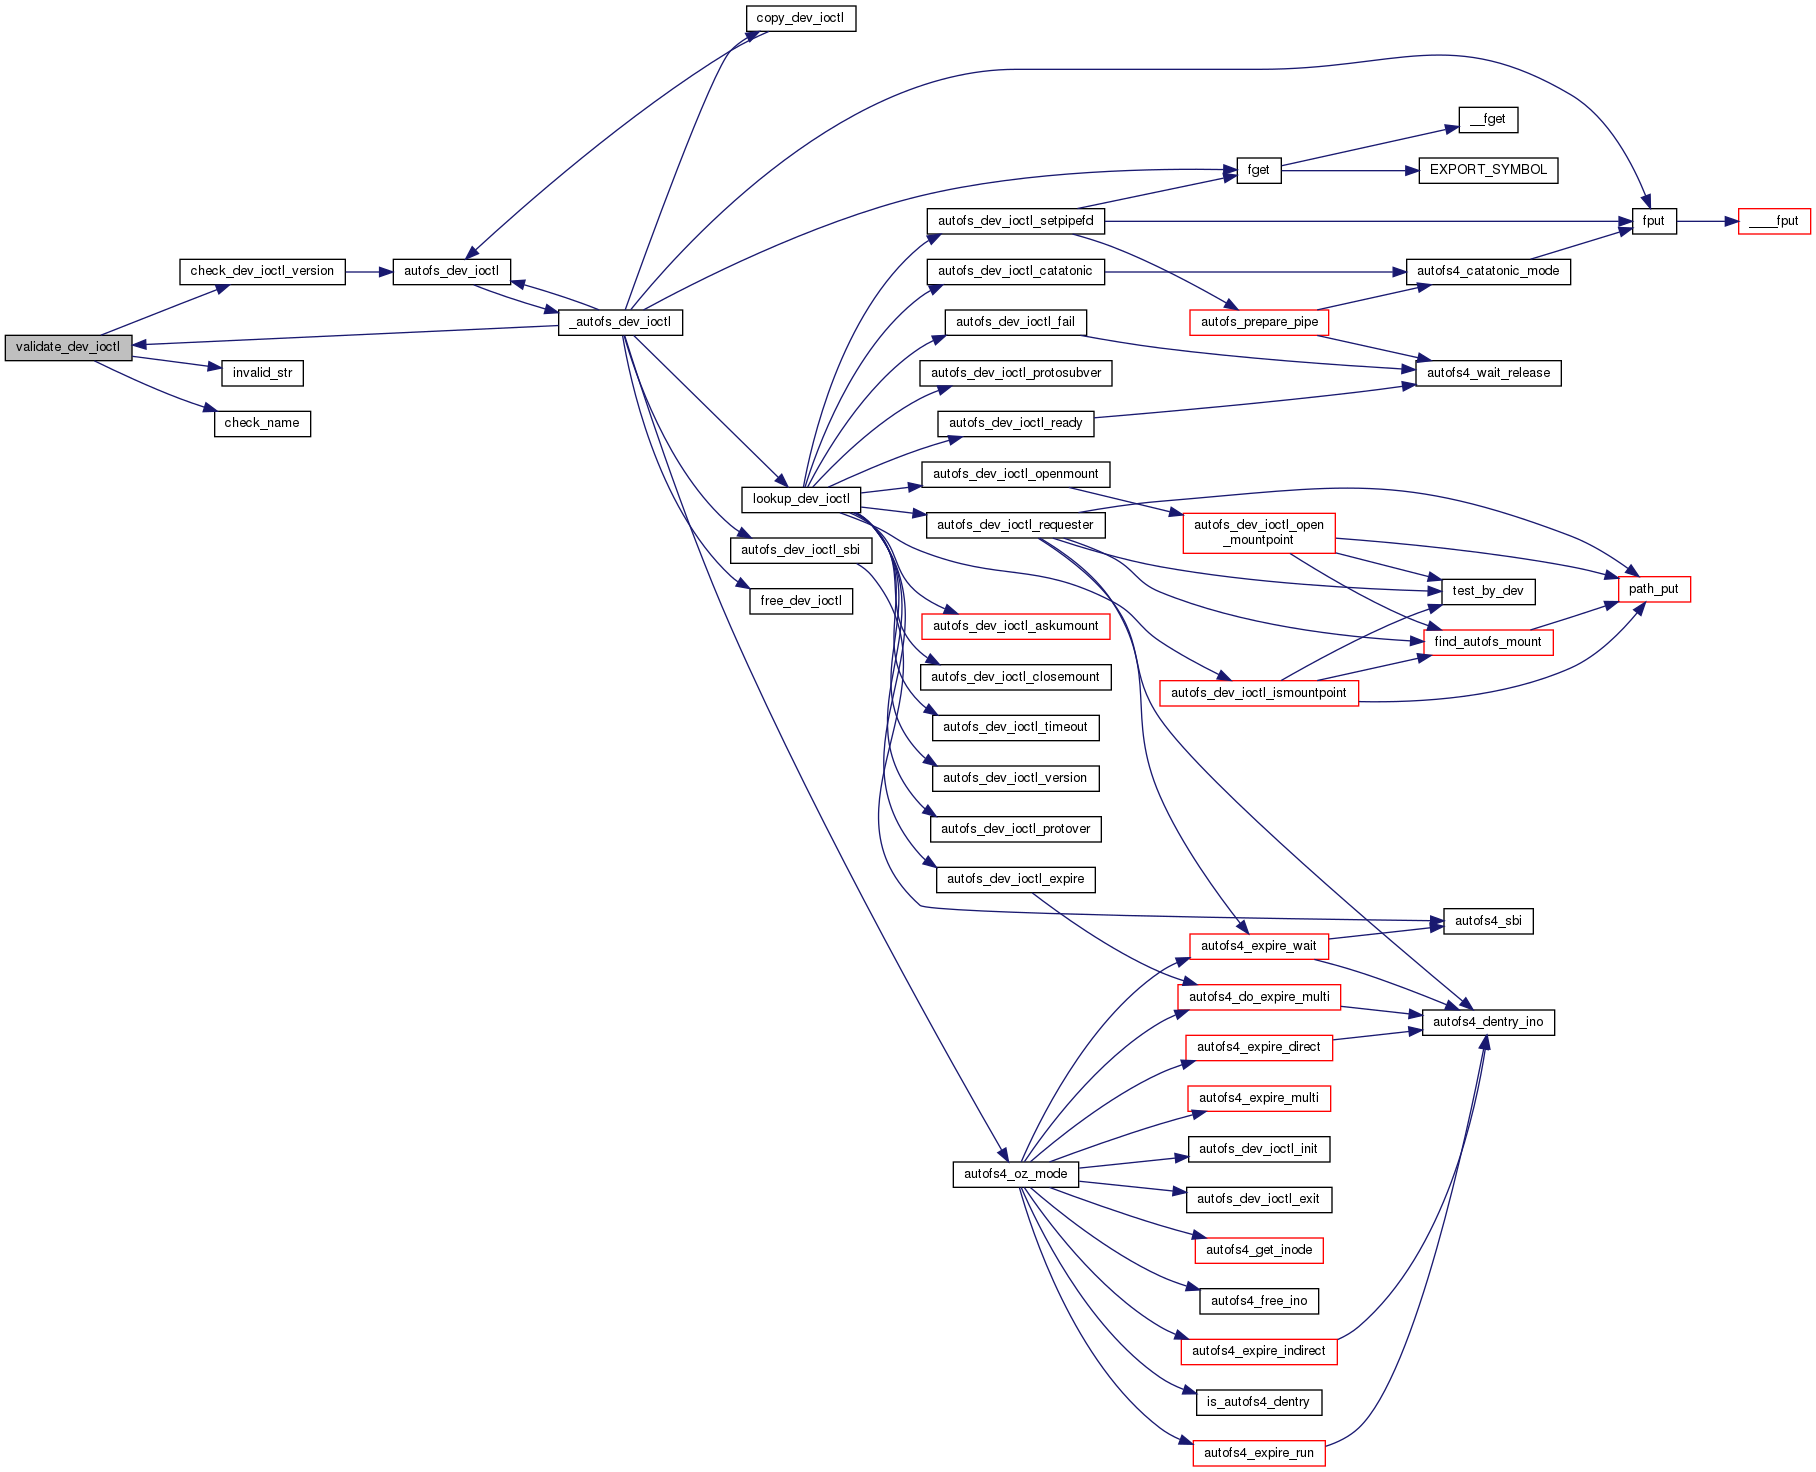 copy_dev_ioctl
__fget
fget
EXPORT_SYMBOL
autofs_dev_ioctl_setpipefd
fput
____fput
check_dev_ioctl_version
autofs_dev_ioctl
autofs_dev_ioctl_catatonic
autofs4_catatonic_mode
_autofs_dev_ioctl
autofs_dev_ioctl_fail
autofs_prepare_pipe
validate_dev_ioctl
invalid_str
autofs_dev_ioctl_protosubver
autofs4_wait_release
check_name
autofs_dev_ioctl_ready
autofs_dev_ioctl_openmount
lookup_dev_ioctl
autofs_dev_ioctl_requester
autofs_dev_ioctl_open
_mountpoint
autofs_dev_ioctl_sbi
test_by_dev
path_put
free_dev_ioctl
autofs_dev_ioctl_askumount
find_autofs_mount
autofs_dev_ioctl_closemount
autofs_dev_ioctl_ismountpoint
autofs_dev_ioctl_timeout
autofs_dev_ioctl_version
autofs_dev_ioctl_protover
autofs_dev_ioctl_expire
autofs4_sbi
autofs4_expire_wait
autofs4_do_expire_multi
autofs4_dentry_ino
autofs4_expire_direct
autofs4_expire_multi
autofs_dev_ioctl_init
autofs4_oz_mode
autofs_dev_ioctl_exit
autofs4_get_inode
autofs4_free_ino
autofs4_expire_indirect
is_autofs4_dentry
autofs4_expire_run